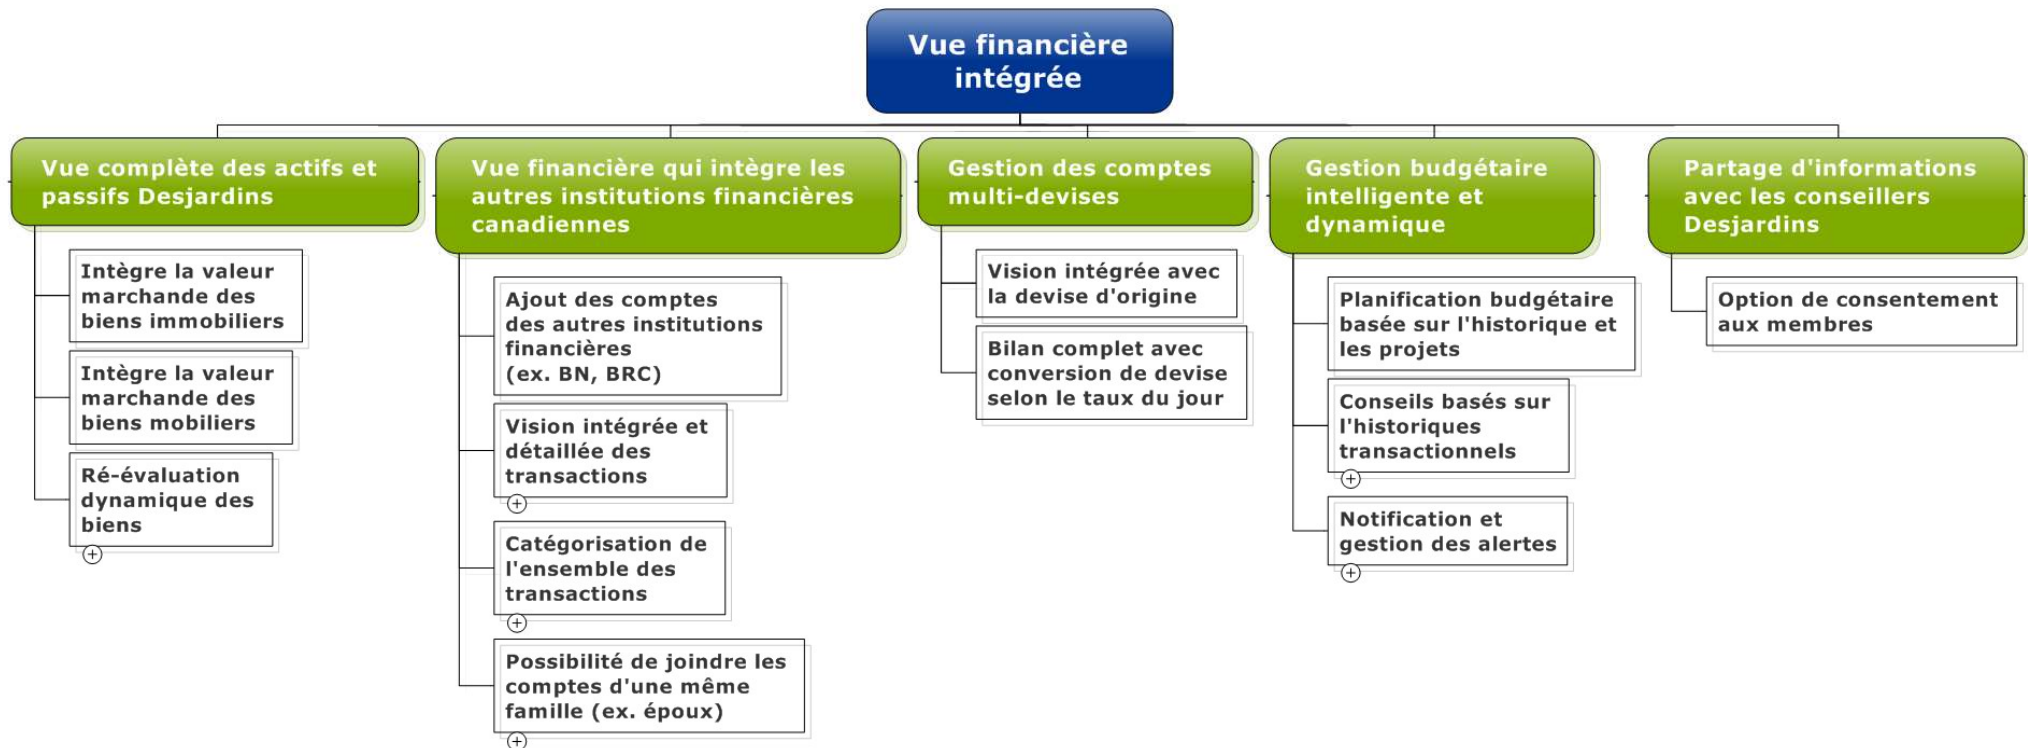 Vue financière
intégrée
Vue complète des actifs et
passifs Desjardins
Intègre la valeur
marchande des
biens immobiliers
Intègre la valeur
marchande des
biens mobiliers
Ré-évaluation
dynamique des
biens
Vue financière qui intègre les
autres institutions financières
canadiennes
Ajout des comptes
des autres institutions
financières
(ex. BN, BRC)
Vision intégrée et
détaillée des
transactions
Catégorisation de
l'ensemble des
transactions
Possibilité de joindre les
comptes d'une même
famille (ex. époux)
Gestion des comptes
multi-devises
Vision intégrée avec
la devise d'origine
Bilan complet avec
conversion de devise
selon le taux du jour
Gestion budgétaire
intelligente et
dynamique
Planification budgétaire
basée sur l'historique et
les projets
Conseils basés sur
l'historiques
transactionnels
Notification et
gestion des alertes
Partage d'informations
avec les conseillers
Desjardins
Option de consentement
aux membres